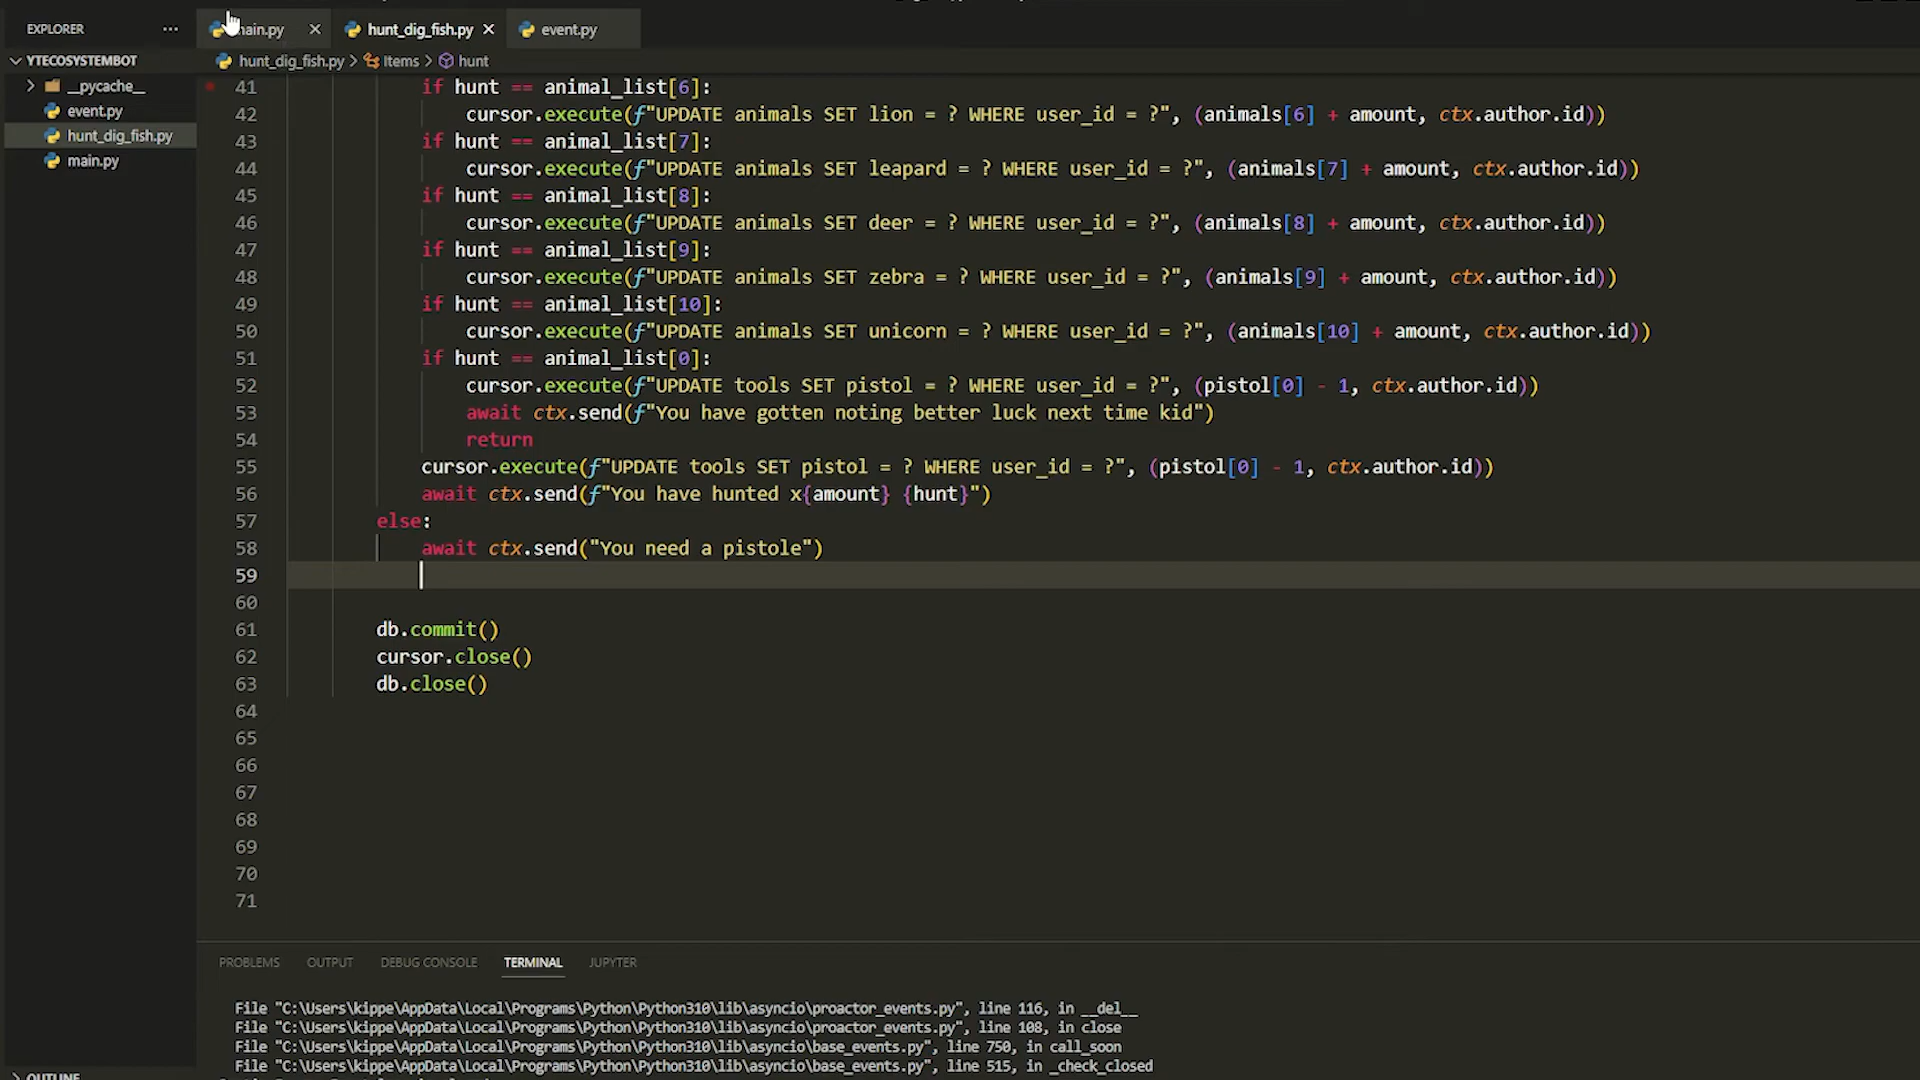 EXPLORER ···
main.py
hunt_dig_fish.py
event.py
YTECOSYSTEMBOT
hunt_dig_fish.py > Items > hunt
__pycache__
event.py
hunt_dig_fish.py
main.py
41 if hunt == animal_list[6]:
42 cursor.execute(f"UPDATE animals SET lion = ? WHERE user_id = ?", (animals[6] + amount, ctx.author.id))
43 if hunt == animal_list[7]:
44 cursor.execute(f"UPDATE animals SET leapard = ? WHERE user_id = ?", (animals[7] + amount, ctx.author.id))
45 if hunt == animal_list[8]:
46 cursor.execute(f"UPDATE animals SET deer = ? WHERE user_id = ?", (animals[8] + amount, ctx.author.id))
47 if hunt == animal_list[9]:
48 cursor.execute(f"UPDATE animals SET zebra = ? WHERE user_id = ?", (animals[9] + amount, ctx.author.id))
49 if hunt == animal_list[10]:
50 cursor.execute(f"UPDATE animals SET unicorn = ? WHERE user_id = ?", (animals[10] + amount, ctx.author.id))
51 if hunt == animal_list[0]:
52 cursor.execute(f"UPDATE tools SET pistol = ? WHERE user_id = ?", (pistol[0] - 1, ctx.author.id))
53 await ctx.send(f"You have gotten noting better luck next time kid")
54 return
55 cursor.execute(f"UPDATE tools SET pistol = ? WHERE user_id = ?", (pistol[0] - 1, ctx.author.id))
56 await ctx.send(f"You have hunted x{amount} {hunt}")
57 else:
58 await ctx.send("You need a pistole")
59
60
61 db.commit()
62 cursor.close()
63 db.close()
64
65
66
67
68
69
70
71
PROBLEMS OUTPUT DEBUG CONSOLE TERMINAL JUPYTER
File "C:\Users\kippe\AppData\Local\Programs\Python\Python310\lib\asyncio\proactor_events.py", line 116, in __del__
File "C:\Users\kippe\AppData\Local\Programs\Python\Python310\lib\asyncio\proactor_events.py", line 108, in close
File "C:\Users\kippe\AppData\Local\Programs\Python\Python310\lib\asyncio\base_events.py", line 750, in call_soon
File "C:\Users\kippe\AppData\Local\Programs\Python\Python310\lib\asyncio\base_events.py", line 515, in _check_closed
OUTLINE